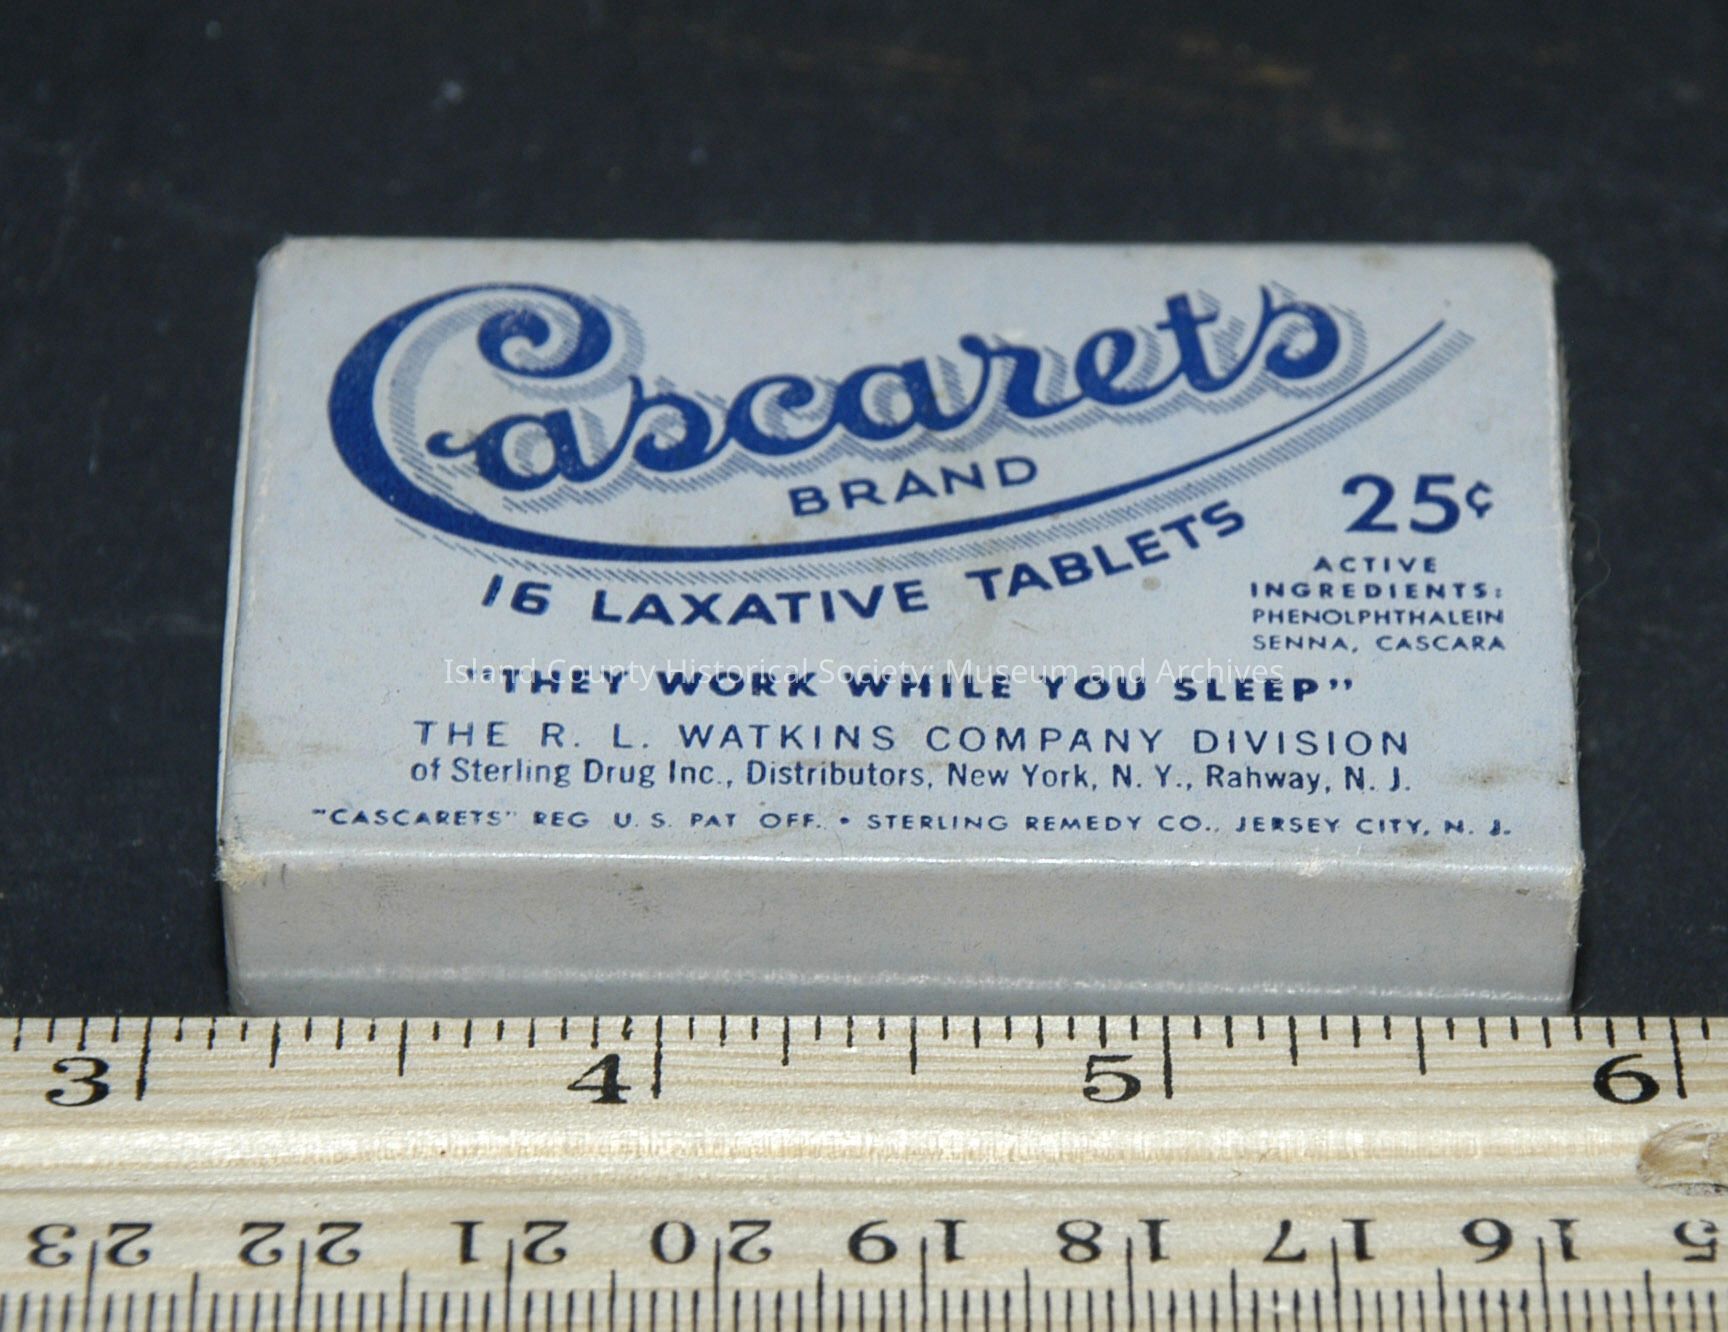 Cascarets
BRAND
16 LAXATIVE TABLETS
25¢
ACTIVE
INGREDIENTS:
PHENOLPHTHALEIN
SENNA, CASCARA
Island County Historical Society: Museum and Archives
"THEY WORK WHILE YOU SLEEP"
THE R. L. WATKINS COMPANY DIVISION
of Sterling Drug Inc., Distributors, New York, N. Y., Rahway, N. J.
"CASCARETS" REG U. S. PAT OFF. • STERLING REMEDY CO., JERSEY CITY, N. J.
3 4 5 6
23 22 21 20 19 18 17 16 5